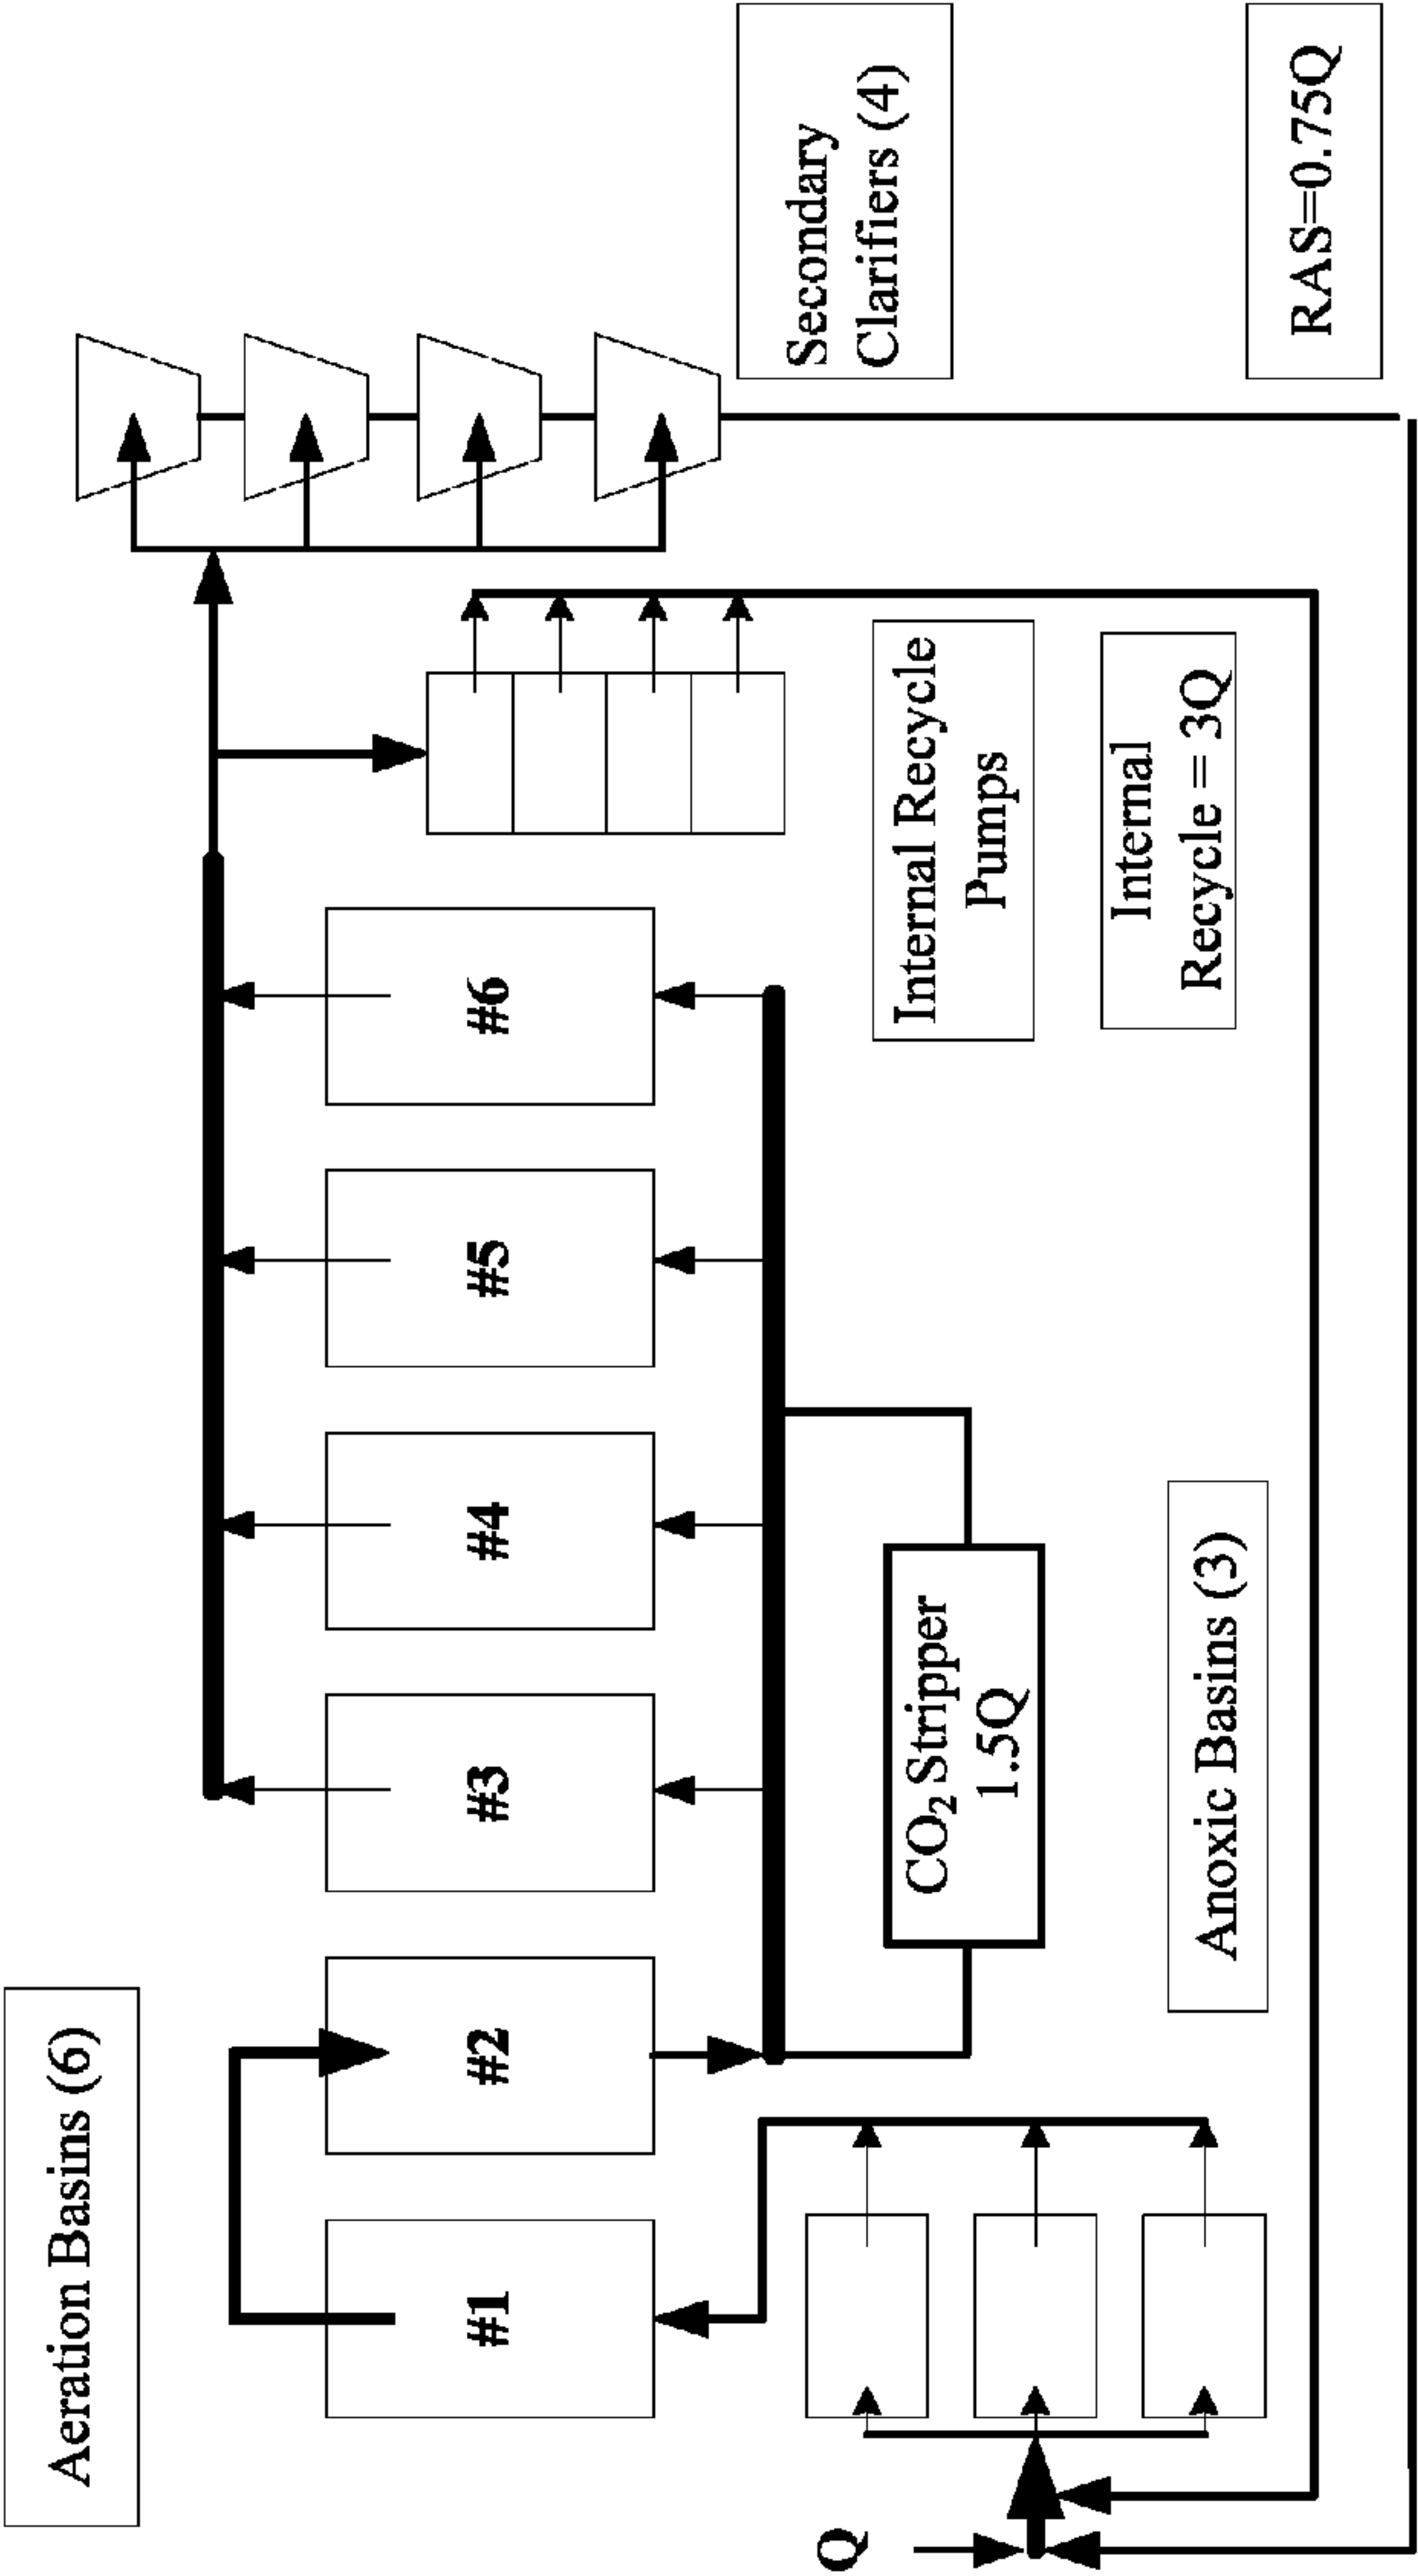 Aeration Basins (6)
#1
#2
#3
#4
#5
#6
Secondary
Clarifiers (4)
CO₂ Stripper
1.5Q
Internal Recycle
Pumps
Internal
Recycle = 3Q
Q
Anoxic Basins (3)
RAS=0.75Q